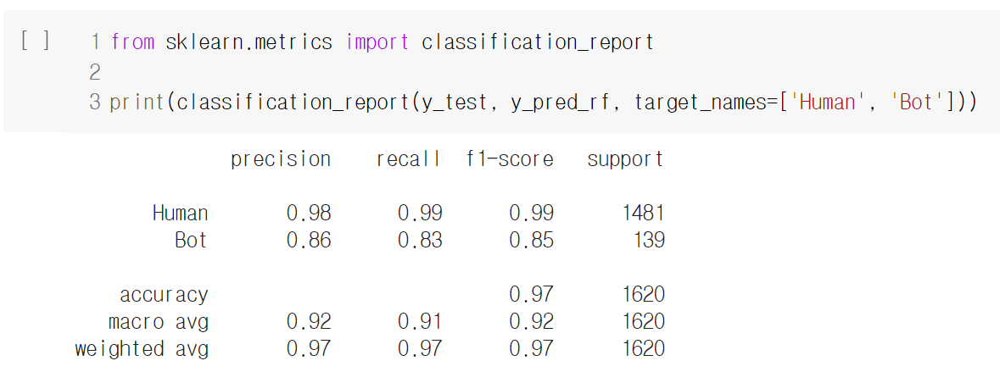 [ ] 1 from sklearn.metrics import classification_report
2
3 print(classification_report(y_test, y_pred_rf, target_names=['Human', 'Bot']))
precision recall f1-score support
Human 0.98 0.99 0.99 1481
Bot 0.86 0.83 0.85 139
accuracy 0.97 1620
macro avg 0.92 0.91 0.92 1620
weighted avg 0.97 0.97 0.97 1620